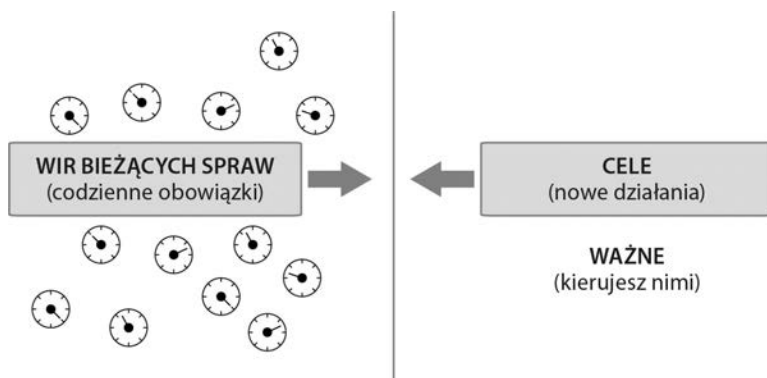 WIR BIEŻĄCYCH SPRAW
(codzienne obowiązki)
CELE
(nowe działania)
WAŻNE
(kierujesz nimi)